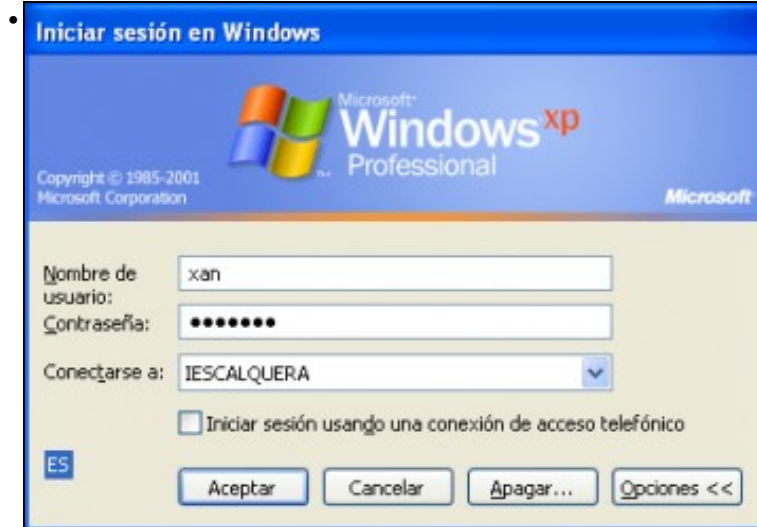 Iniciar sesión en Windows
Microsoft®
Windows xp
Professional
Copyright © 1985-2001
Microsoft Corporation
Microsoft
Nombre de
usuario:
xan
Contraseña:
•••••••
Conectarse a:
IESCALQUERA
Iniciar sesión usando una conexión de acceso telefónico
ES
Aceptar
Cancelar
Apagar...
Opciones <<